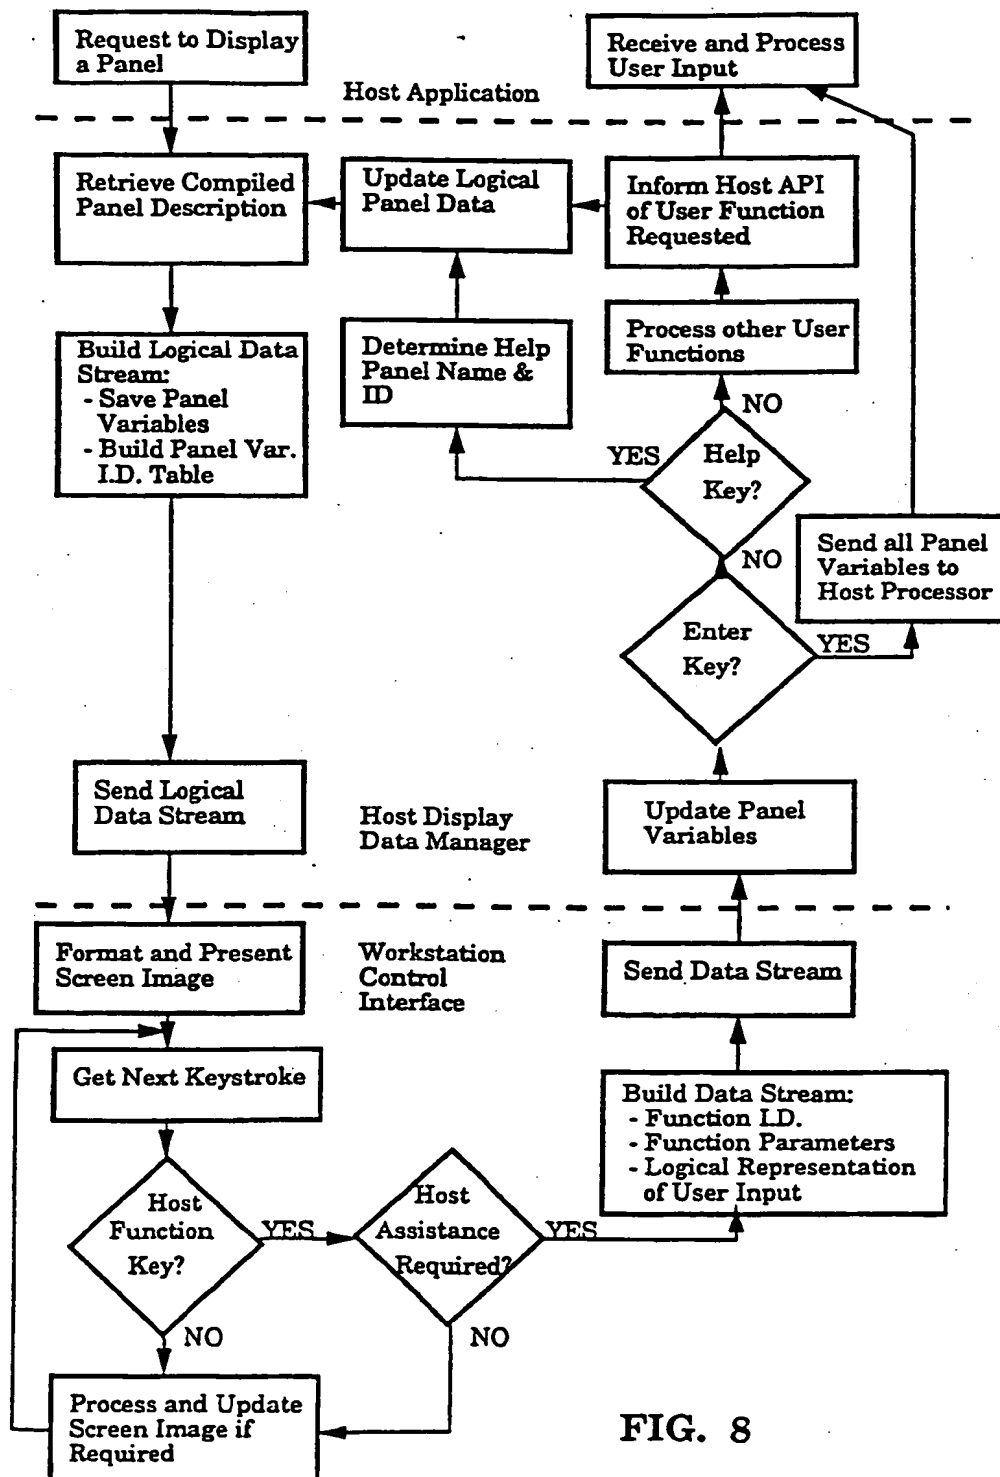 Request to Display
a Panel
Receive and Process
User Input
Host Application
Retrieve Compiled
Panel Description
Update Logical
Panel Data
Inform Host API
of User Function
Requested
Build Logical Data
Stream:
- Save Panel
Variables
- Build Panel Var.
I.D. Table
Determine Help
Panel Name &
ID
Process other User
Functions
NO
YES
Help
Key?
NO
Send all Panel
Variables to
Host Processor
Enter
Key?
YES
Send Logical
Data Stream
Host Display
Data Manager
Update Panel
Variables
Format and Present
Screen Image
Workstation
Control
Interface
Send Data Stream
Get Next Keystroke
Build Data Stream:
- Function I.D.
- Function Parameters
- Logical Representation
of User Input
Host
Function
Key?
YES
Host
Assistance
Required?
YES
NO
NO
Process and Update
Screen Image if
Required
FIG. 8